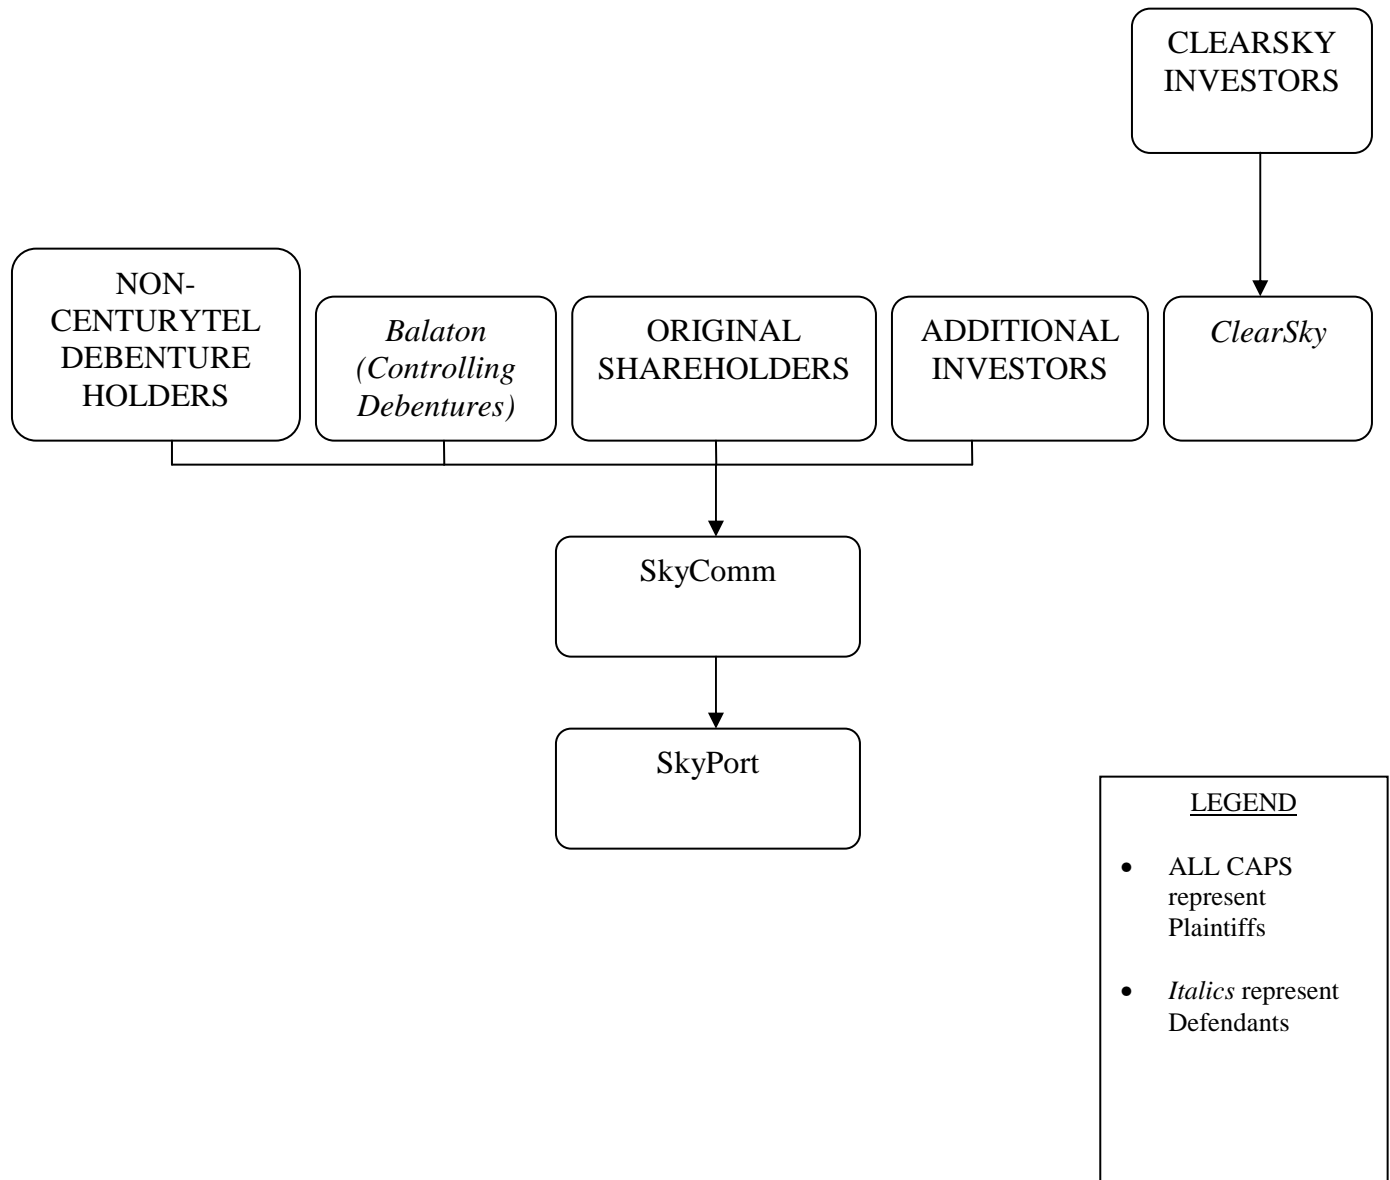 CLEARSKY
INVESTORS
NON-
CENTURYTEL
DEBENTURE
HOLDERS
Balaton
(Controlling
Debentures)
ORIGINAL
SHAREHOLDERS
ADDITIONAL
INVESTORS
ClearSky
SkyComm
SkyPort
LEGEND
• ALL CAPS
represent
Plaintiffs
• Italics represent
Defendants